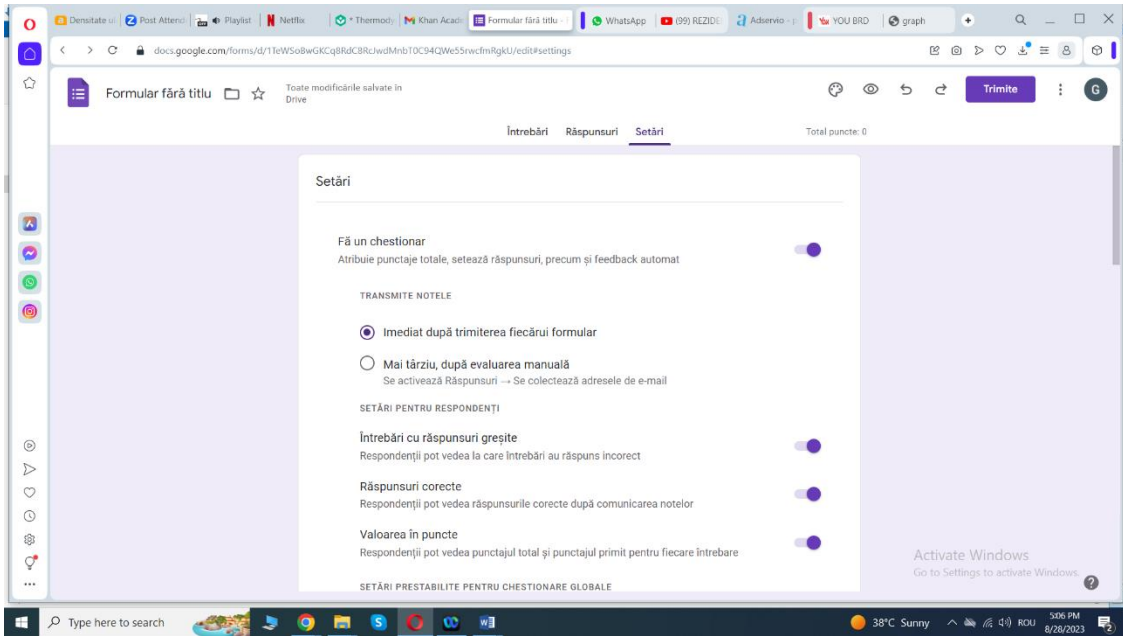 Densitate ul
Post Attend
Playlist
Netflix
* Thermody
Khan Acad
Formular fără titlu -
WhatsApp
(99) REZIDE
Adservio - p
YOU BRD
graph
docs.google.com/forms/d/1TeWSoBwGKCq8RdC8RcJwdMnbT0C94QWe55rwcfmRgkU/edit#settings
Formular fără titlu
Toate modificările salvate în
Drive
Trimite
G
Întrebări Răspunsuri Setări
Total puncte: 0
Setări
Fă un chestionar
Atribuie punctaje totale, setează răspunsuri, precum și feedback automat
TRANSMITE NOTELE
Imediat după trimiterea fiecărui formular
Mai târziu, după evaluarea manuală
Se activează Răspunsuri → Se colectează adresele de e-mail
SETĂRI PENTRU RESPONDENȚI
Întrebări cu răspunsuri greșite
Respondenții pot vedea la care întrebări au răspuns incorect
Răspunsuri corecte
Respondenții pot vedea răspunsurile corecte după comunicarea notelor
Valoarea în puncte
Respondenții pot vedea punctajul total și punctajul primit pentru fiecare întrebare
SETĂRI PRESTABILITE PENTRU CHESTIONARE GLOBALE
Activate Windows
Go to Settings to activate Windows.
Type here to search
38°C Sunny
ROU
5:06 PM
8/28/2023